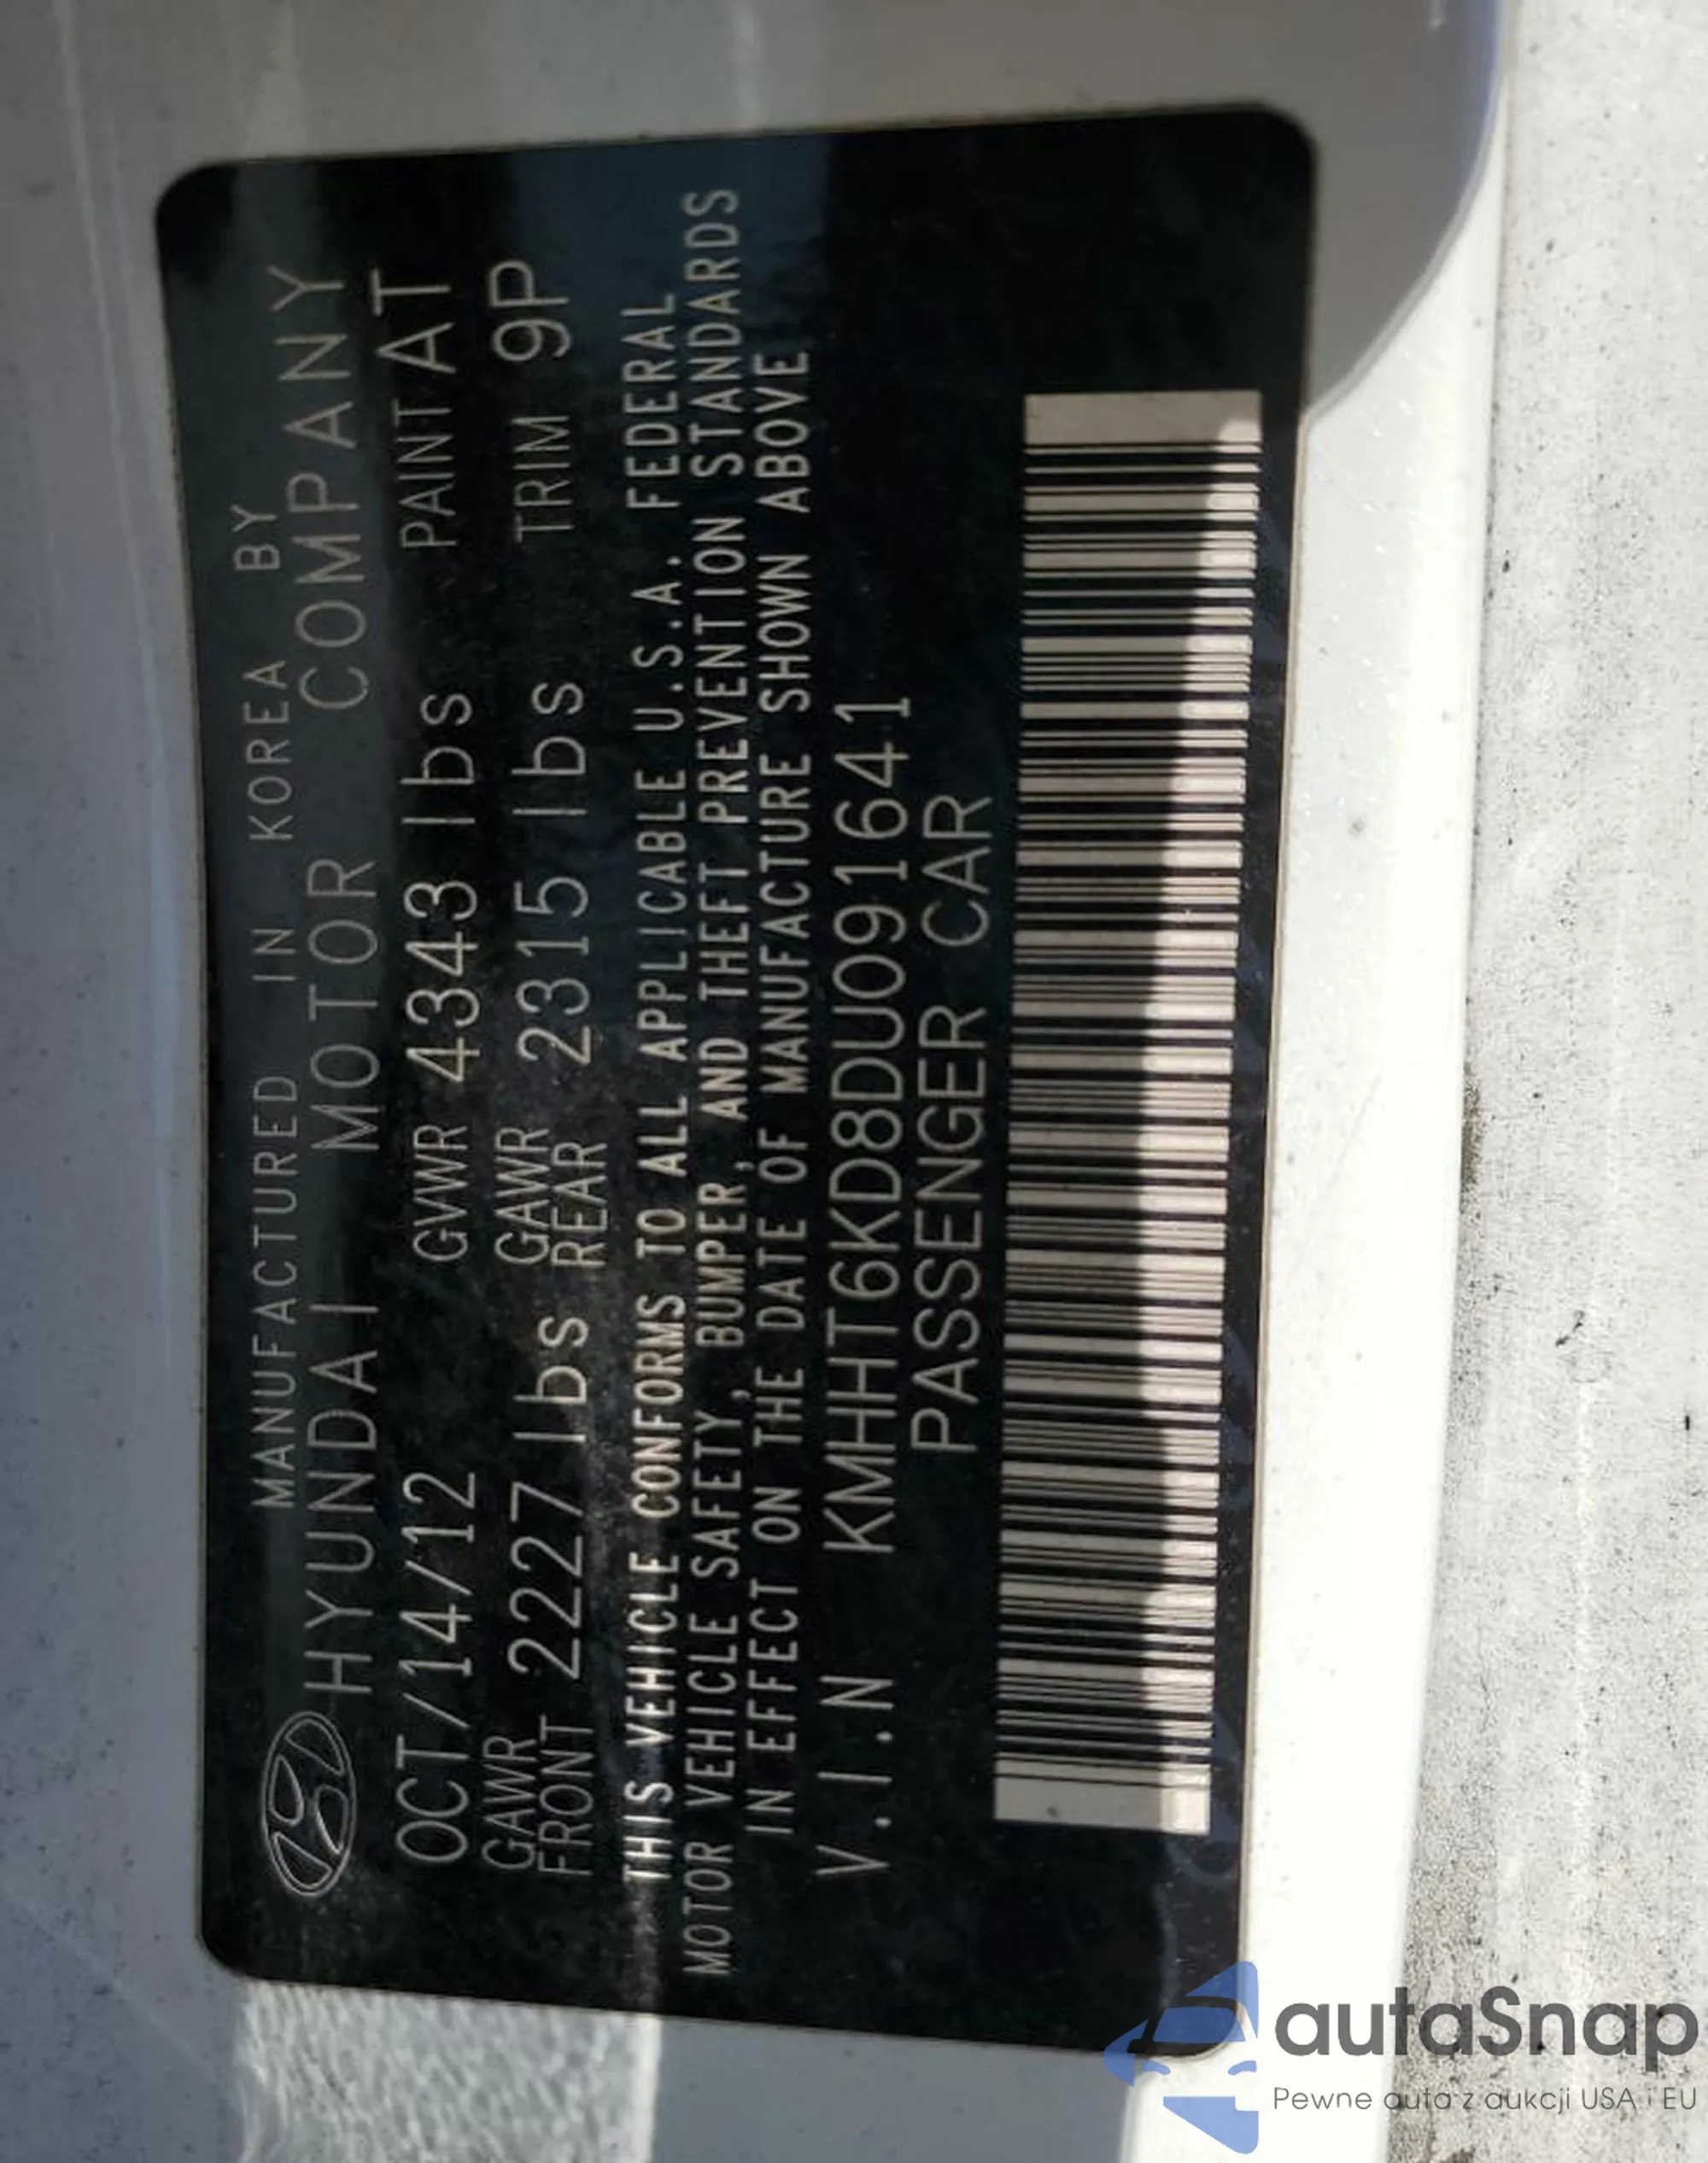 MANUFACTURED IN KOREA BY
HYUNDAI MOTOR COMPANY
OCT/14/12 GVWR 4343 lbs PAINT AT
GAWR FRONT 2227 lbs GAWR REAR 2315 lbs TRIM 9P
THIS VEHICLE CONFORMS TO ALL APPLICABLE U.S.A. FEDERAL
MOTOR VEHICLE SAFETY, BUMPER, AND THEFT PREVENTION STANDARDS
IN EFFECT ON THE DATE OF MANUFACTURE SHOWN ABOVE
V.I.N KMHHT6KD8DU091641
PASSENGER CAR
autaSnap
Pewne auta z aukcji USA i EU